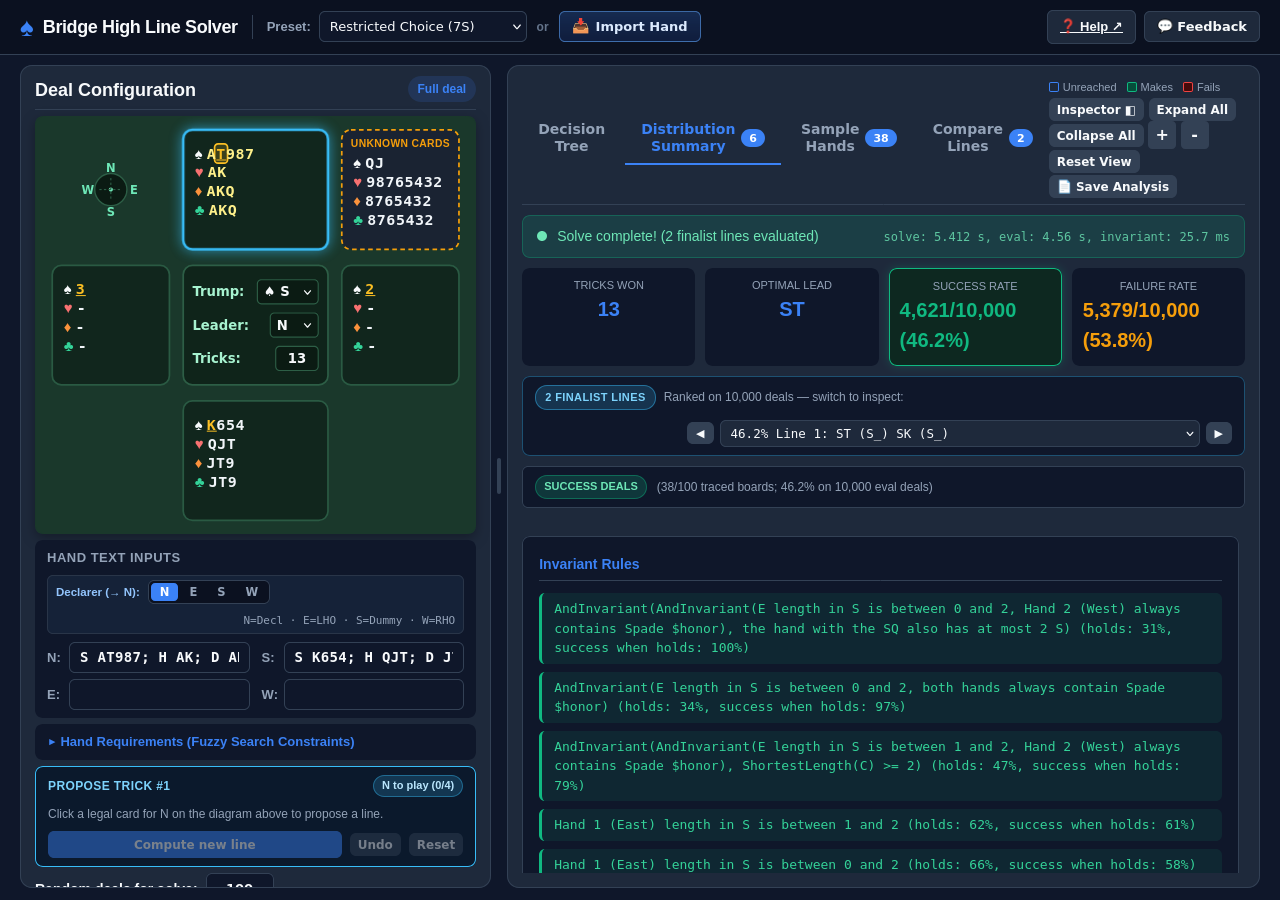 ♠ Bridge High Line Solver
Preset: Restricted Choice (7S) or 📥 Import Hand
❓ Help ↗ 💬 Feedback
Deal Configuration
Full deal
N
W E
S
♠ AT987
♥ AK
♦ AKQ
♣ AKQ
UNKNOWN CARDS
♠ QJ
♥ 98765432
♦ 8765432
♣ 8765432
♠ 3
♥ -
♦ -
♣ -
Trump: ♠ S
Leader: N
Tricks: 13
♠ 2
♥ -
♦ -
♣ -
♠ K654
♥ QJT
♦ JT9
♣ JT9
HAND TEXT INPUTS
Declarer (→ N): N E S W
N=Decl · E=LHO · S=Dummy · W=RHO
N: S AT987; H AK; D A
S: S K654; H QJT; D J
E:
W:
▸ Hand Requirements (Fuzzy Search Constraints)
PROPOSE TRICK #1
N to play (0/4)
Click a legal card for N on the diagram above to propose a line.
Compute new line Undo Reset
Random deals for solve: 100
Decision Tree
Distribution Summary 6
Sample Hands 38
Compare Lines 2
Unreached Makes Fails
Inspector ◧ Expand All
Collapse All + -
Reset View
📄 Save Analysis
Solve complete! (2 finalist lines evaluated)
solve: 5.412 s, eval: 4.56 s, invariant: 25.7 ms
TRICKS WON
13
OPTIMAL LEAD
ST
SUCCESS RATE
4,621/10,000
(46.2%)
FAILURE RATE
5,379/10,000
(53.8%)
2 FINALIST LINES Ranked on 10,000 deals — switch to inspect:
◀ 46.2% Line 1: ST (S_) SK (S_) ▶
SUCCESS DEALS (38/100 traced boards; 46.2% on 10,000 eval deals)
Invariant Rules
AndInvariant(AndInvariant(E length in S is between 0 and 2, Hand 2 (West) always
contains Spade $honor), the hand with the SQ also has at most 2 S) (holds: 31%,
success when holds: 100%)
AndInvariant(E length in S is between 0 and 2, both hands always contain Spade
$honor) (holds: 34%, success when holds: 97%)
AndInvariant(AndInvariant(E length in S is between 1 and 2, Hand 2 (West) always
contains Spade $honor), ShortestLength(C) >= 2) (holds: 47%, success when holds:
79%)
Hand 1 (East) length in S is between 1 and 2 (holds: 62%, success when holds: 61%)
Hand 1 (East) length in S is between 0 and 2 (holds: 66%, success when holds: 58%)